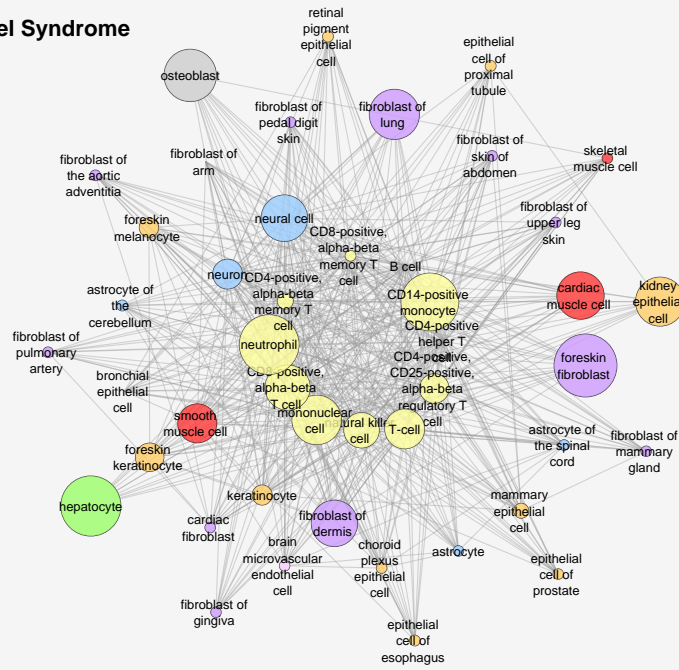 el Syndrome
retinal
pigment
epithelial
cell
epithelial
cell of
proximal
tubule
osteoblast
fibroblast of
pedal digit
skin
fibroblast of
lung
fibroblast of
the aortic
adventitia
fibroblast of
arm
fibroblast of
skin of
abdomen
skeletal
muscle cell
foreskin
melanocyte
neural cell
CD8-positive,
alpha-beta
memory T
cell
fibroblast of
upper leg
skin
neuron
CD4-positive,
alpha-beta
memory T
cell
B cell
CD14-positive
monocyte
cardiac
muscle cell
kidney
epithelial
cell
astrocyte of
the
cerebellum
CD4-positive
helper T
cell
neutrophil
fibroblast of
pulmonary
artery
CD4-positive,
CD25-positive,
alpha-beta
regulatory T
cell
foreskin
fibroblast
bronchial
epithelial
cell
CD8-positive,
alpha-beta
T cell
smooth
muscle cell
mononuclear
cell
natural killer
cell
T-cell
astrocyte of
the spinal
cord
fibroblast of
mammary
gland
foreskin
keratinocyte
hepatocyte
keratinocyte
mammary
epithelial
cell
cardiac
fibroblast
fibroblast of
dermis
brain
microvascular
endothelial
cell
choroid
plexus
epithelial
cell
astrocyte
epithelial
cell of
prostate
fibroblast of
gingiva
epithelial
cell of
esophagus